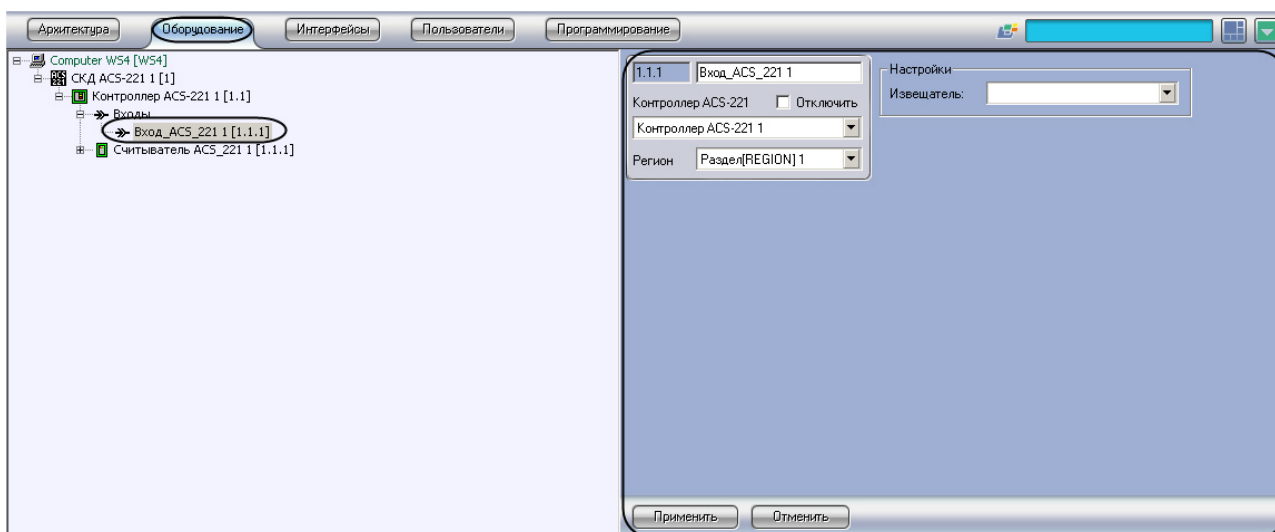 Архитектура Оборудование Интерфейсы Пользователи Программирование
Computer WS4 [WS4]
СКД ACS-221 1 [1]
Контроллер ACS-221 1 [1.1]
Входы
Вход_ACS_221 1 [1.1.1]
Считыватель ACS_221 1 [1.1.1]
1.1.1 Вход_ACS_221 1
Контроллер ACS-221 Отключить
Контроллер ACS-221 1
Регион Раздел[REGION] 1
Настройки
Извещатель:
Применить Отменить